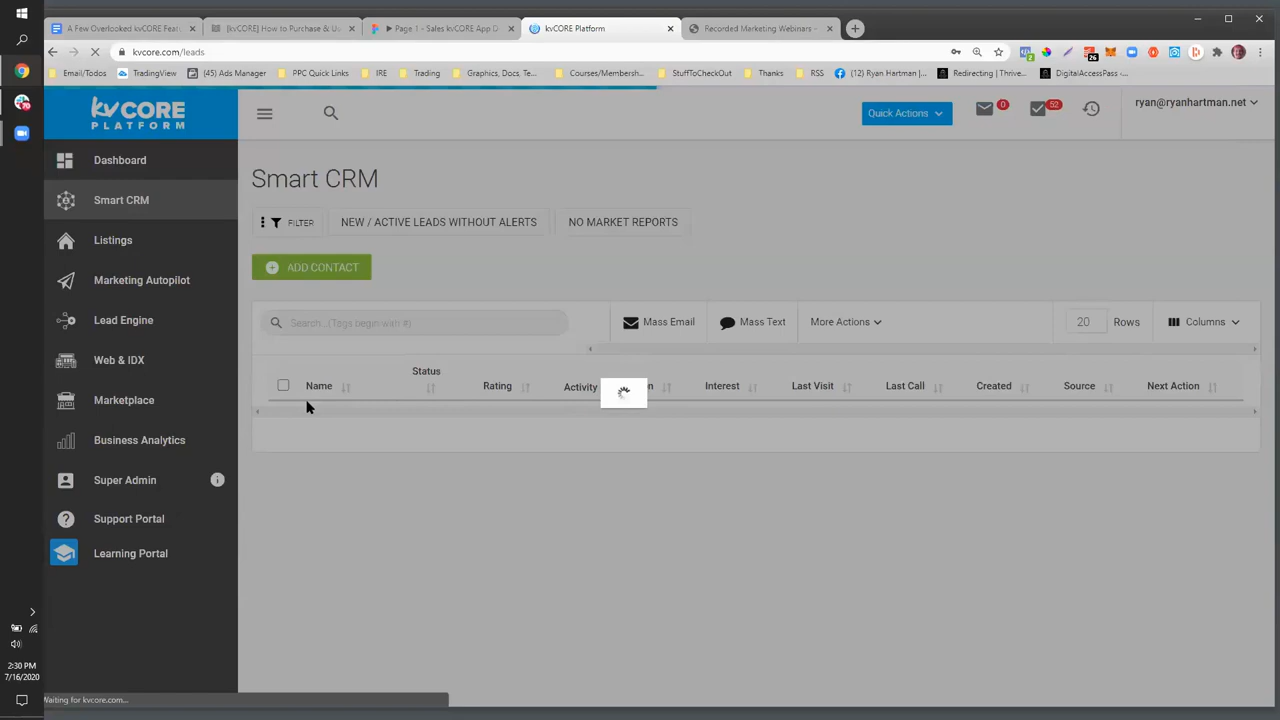 A Few Overlooked kvCORE Feat
[kvCORE] How to Purchase & U
Page 1 - Sales kvCORE App D
kvCORE Platform
Recorded Marketing Webinars -
kvcore.com/leads
Email/Todos
TradingView
(45) Ads Manager
PPC Quick Links
IRE
Trading
Graphics, Docs, Te...
Courses/Membersh...
StuffToCheckOut
Thanks
RSS
(12) Ryan Hartman |...
Redirecting | Thrive...
DigitalAccessPass -...
kvCORE
PLATFORM
Quick Actions
0
52
ryan@ryanhartman.net
Dashboard
Smart CRM
Listings
Marketing Autopilot
Lead Engine
Web & IDX
Marketplace
Business Analytics
Super Admin
Support Portal
Learning Portal
Smart CRM
FILTER
NEW / ACTIVE LEADS WITHOUT ALERTS
NO MARKET REPORTS
ADD CONTACT
Search...(Tags begin with #)
Mass Email
Mass Text
More Actions
20
Rows
Columns
Name
Status
Rating
Activity
Interest
Last Visit
Last Call
Created
Source
Next Action
Waiting for kvcore.com...
2:30 PM
7/16/2020